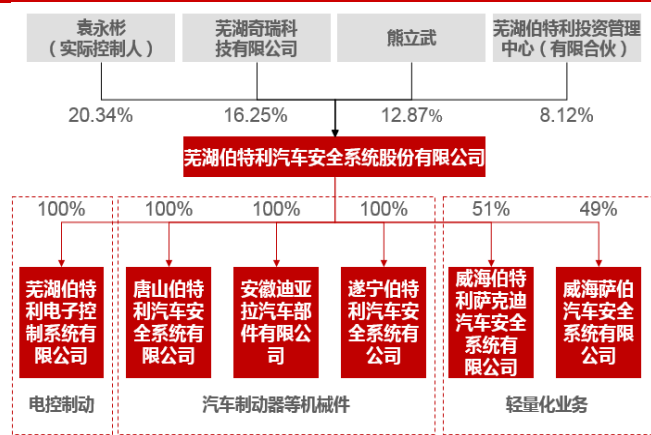 袁永彬
（实际控制人）
芜湖奇瑞科
技有限公司
熊立武
芜湖伯特利投资管理
中心（有限合伙）
20.34%
16.25%
12.87%
8.12%
芜湖伯特利汽车安全系统股份有限公司
100%
100%
100%
100%
51%
49%
芜湖伯特
利电子控
制系统有
限公司
唐山伯特
利汽车安
全系统有
限公司
安徽迪亚
拉汽车部
件有限公
司
遂宁伯特
利汽车安
全系统有
公司
威海伯特
利萨克迪
汽车安全
系统有
限公司
威海萨伯
汽车安全
系统有限
公司
电控制动
汽车制动器等机械件
轻量化业务